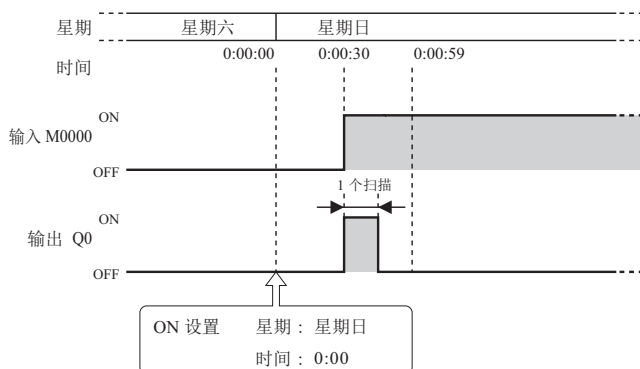 星期 星期六 星期日
时间 0:00:00 0:00:30 0:00:59
ON
输入 M0000
OFF
1 个扫描
ON
输出 Q0
OFF
ON 设置 星期 : 星期日
时间 : 0:00